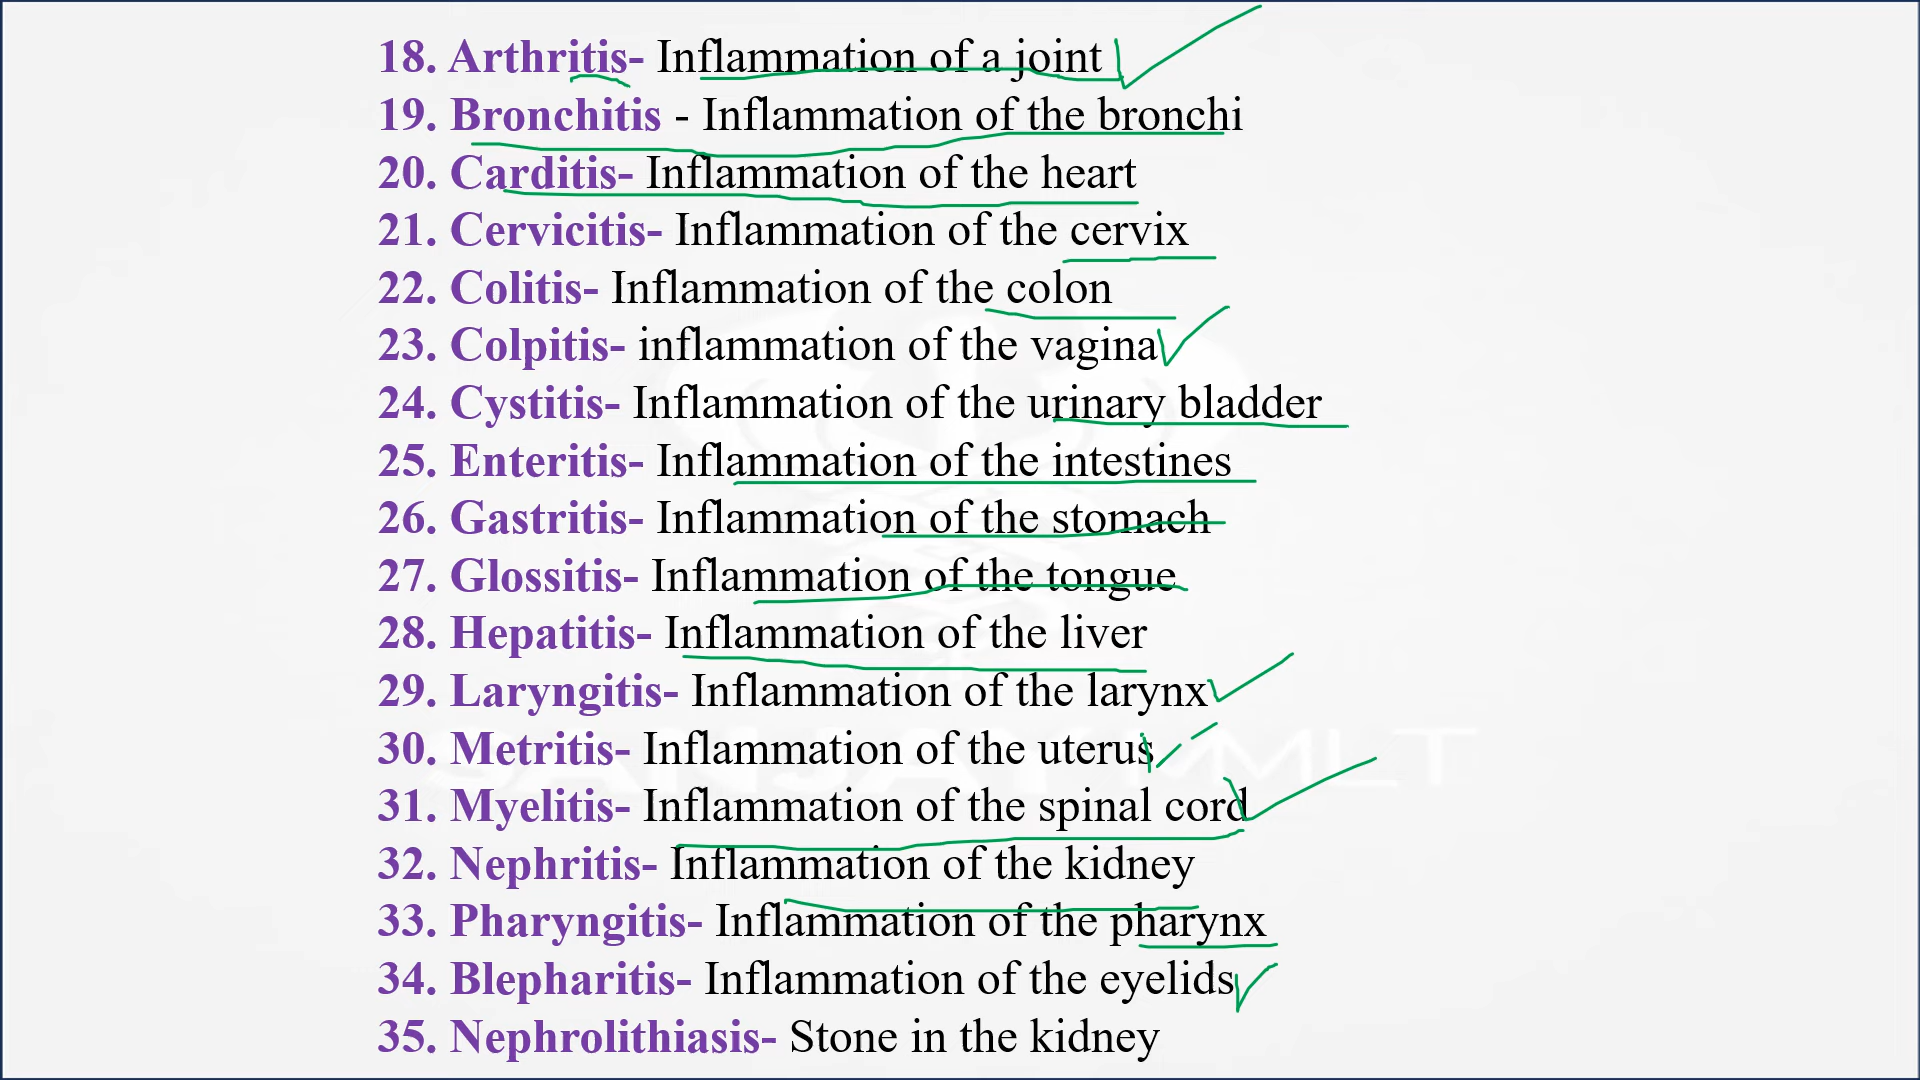 18. Arthritis- Inflammation of a joint
19. Bronchitis - Inflammation of the bronchi
20. Carditis- Inflammation of the heart
21. Cervicitis- Inflammation of the cervix
22. Colitis- Inflammation of the colon
23. Colpitis- inflammation of the vagina
24. Cystitis- Inflammation of the urinary bladder
25. Enteritis- Inflammation of the intestines
26. Gastritis- Inflammation of the stomach
27. Glossitis- Inflammation of the tongue
28. Hepatitis- Inflammation of the liver
29. Laryngitis- Inflammation of the larynx
30. Metritis- Inflammation of the uterus
31. Myelitis- Inflammation of the spinal cord
32. Nephritis- Inflammation of the kidney
33. Pharyngitis- Inflammation of the pharynx
34. Blepharitis- Inflammation of the eyelids
35. Nephrolithiasis- Stone in the kidney
SANJAY MMLT